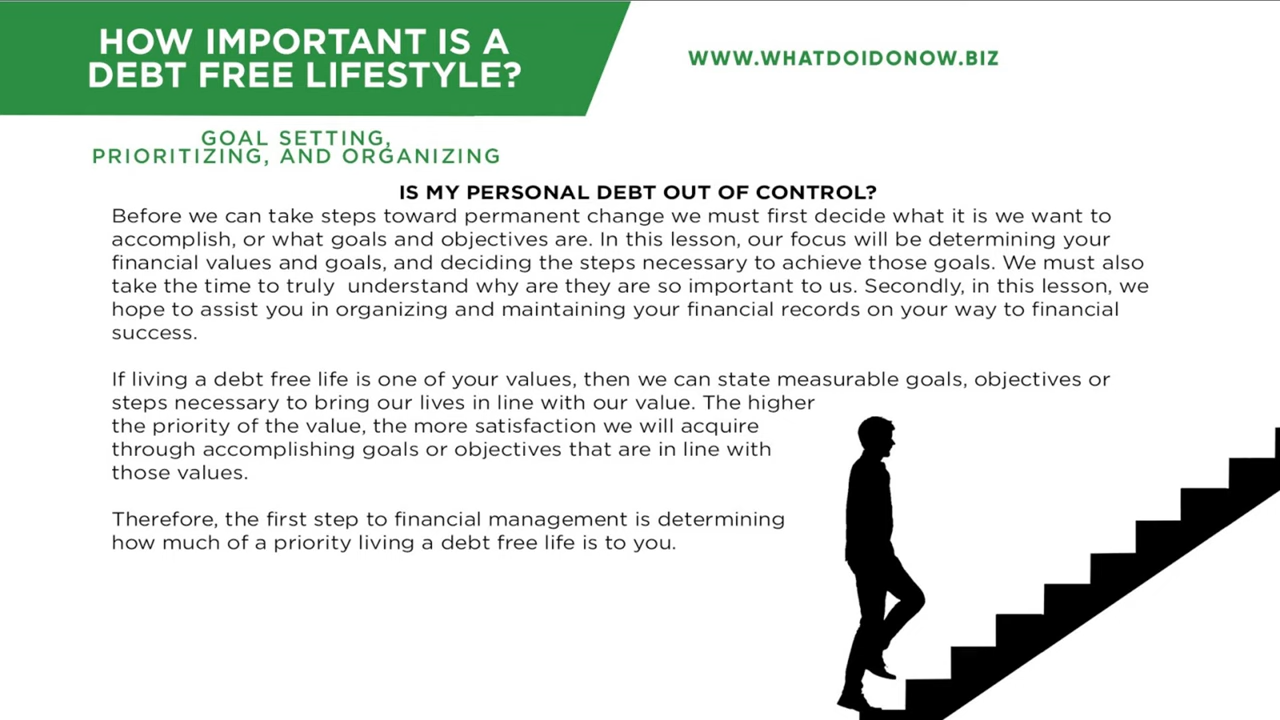 HOW IMPORTANT IS A
DEBT FREE LIFESTYLE?
WWW.WHATDOIDONOW.BIZ
GOAL SETTING,
PRIORITIZING, AND ORGANIZING
IS MY PERSONAL DEBT OUT OF CONTROL?
Before we can take steps toward permanent change we must first decide what it is we want to
accomplish, or what goals and objectives are. In this lesson, our focus will be determining your
financial values and goals, and deciding the steps necessary to achieve those goals. We must also
take the time to truly  understand why are they are so important to us. Secondly, in this lesson, we
hope to assist you in organizing and maintaining your financial records on your way to financial
success.
If living a debt free life is one of your values, then we can state measurable goals, objectives or
steps necessary to bring our lives in line with our value. The higher
the priority of the value, the more satisfaction we will acquire
through accomplishing goals or objectives that are in line with
those values.
Therefore, the first step to financial management is determining
how much of a priority living a debt free life is to you.